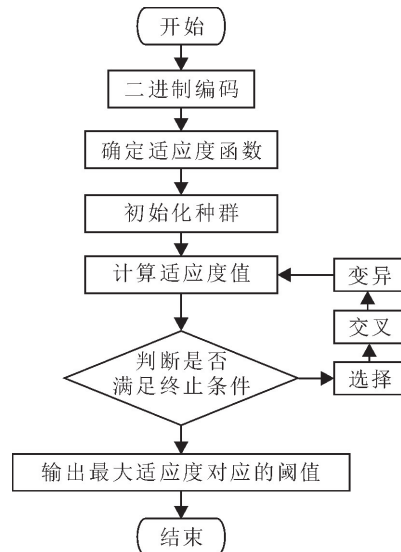 开始
二进制编码
确定适应度函数
初始化种群
计算适应度值
变异
交叉
选择
判断是否
满足终止条件
输出最大适应度对应的阈值
结束